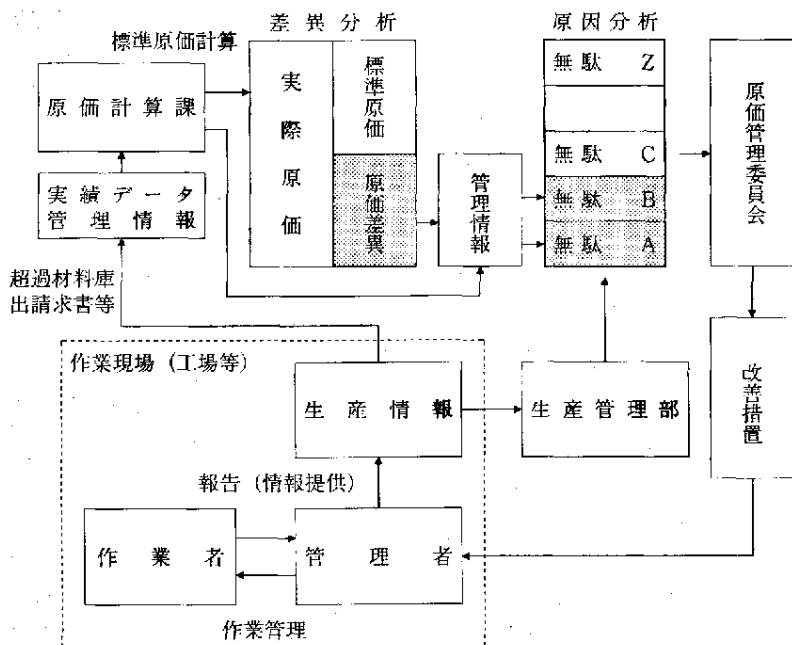 差異分析
原因分析
標準原価計算
原価計算課
実際原価
標準原価
原価差異
管理情報
無駄 Z
無駄 C
無駄 B
無駄 A
原価管理委員会
実績データ
管理情報
超過材料庫
出請求書等
作業現場（工場等）
生産情報
生産管理部
改善措置
報告（情報提供）
作業者
管理者
作業管理